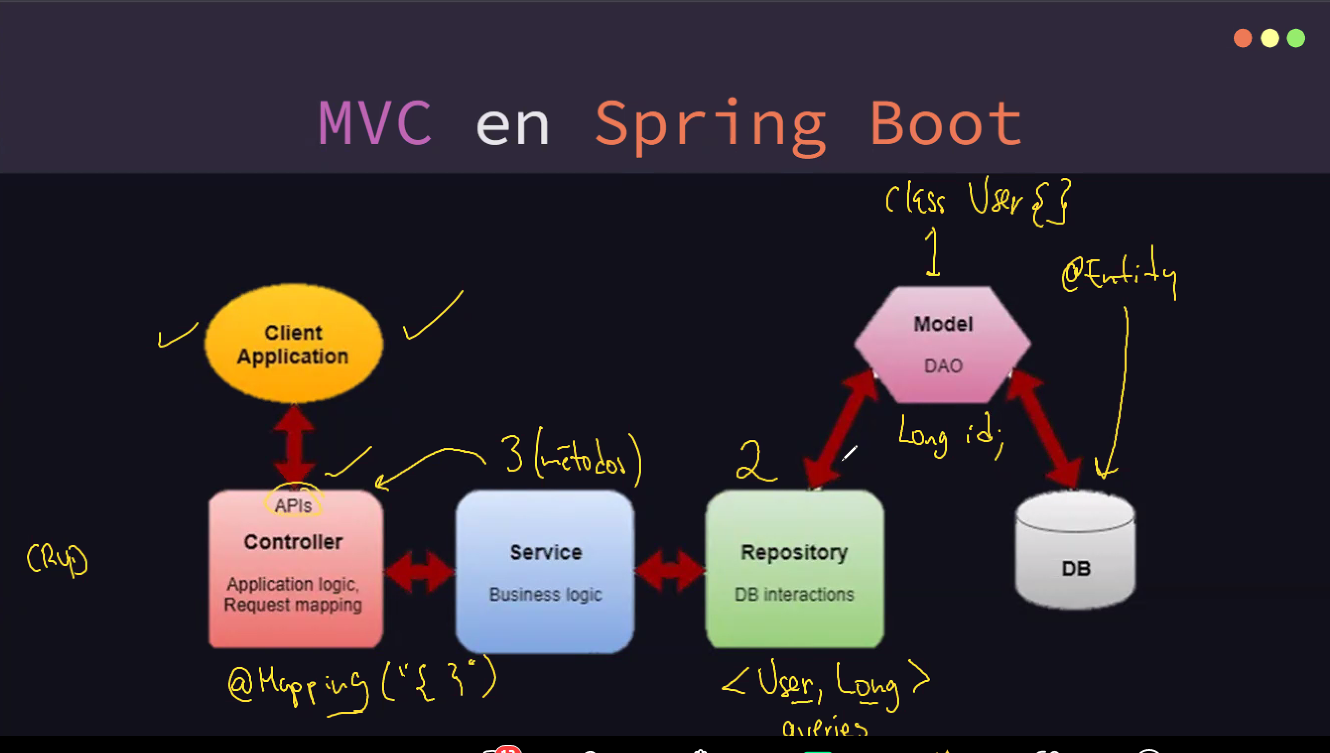 MVC en Spring Boot
class User {}
1
@Entity
Client
Application
Model
DAO
Long id;
3 (métodos)
2
APIs
Controller
Application logic,
Request mapping
Service
Business logic
Repository
DB interactions
DB
@Mapping ("{ }")
<User, Long>
queries
13